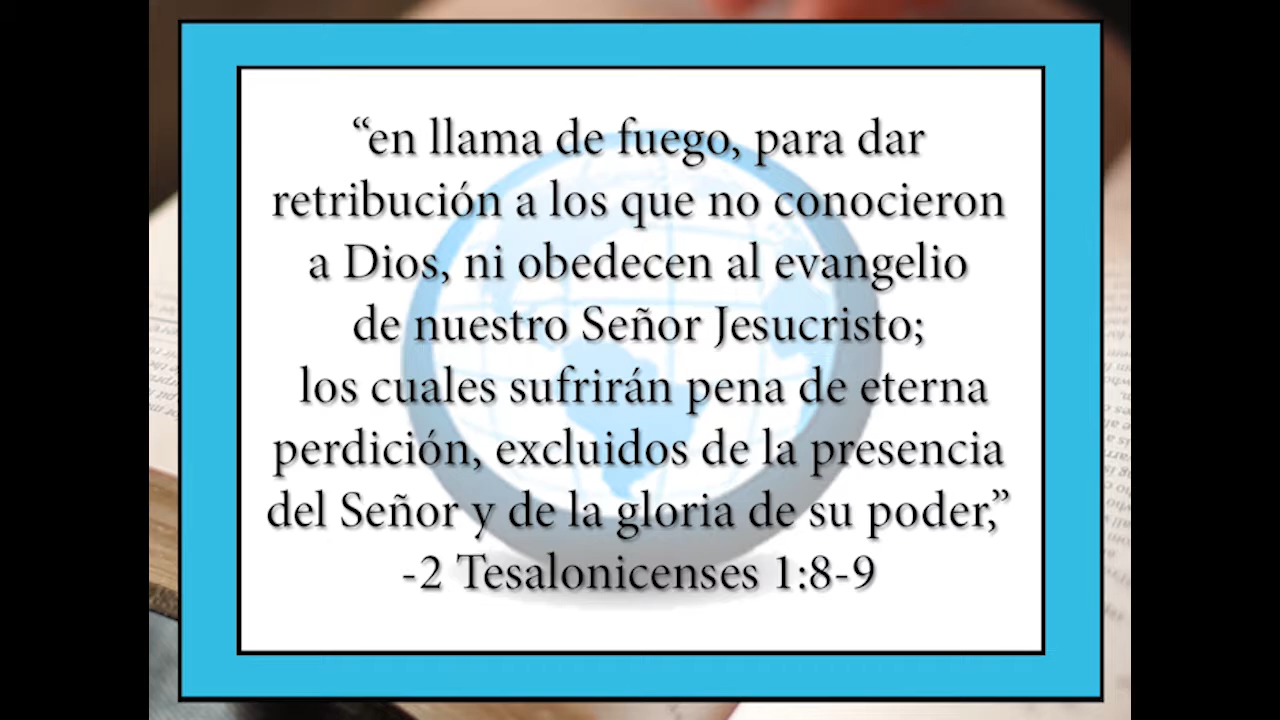 “en llama de fuego, para dar
retribución a los que no conocieron
a Dios, ni obedecen al evangelio
de nuestro Señor Jesucristo;
los cuales sufrirán pena de eterna
perdición, excluidos de la presencia
del Señor y de la gloria de su poder,”
-2 Tesalonicenses 1:8-9